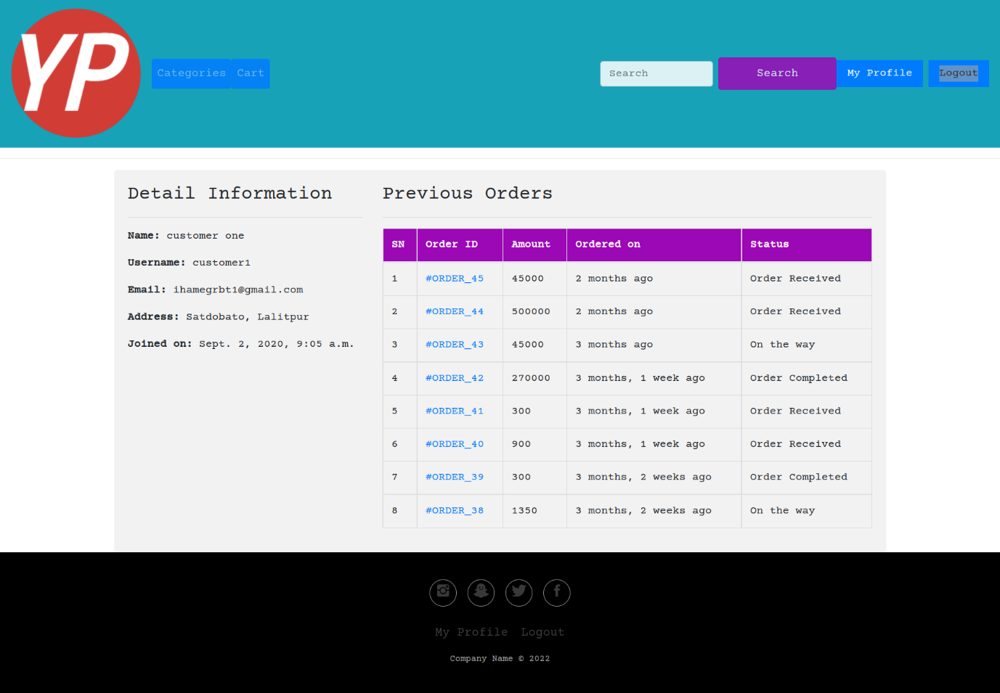 YP
Categories Cart
Search Search My Profile Logout
Detail Information
Name: customer one
Username: customer1
Email: ihamegrbt1@gmail.com
Address: Satdobato, Lalitpur
Joined on: Sept. 2, 2020, 9:05 a.m.
Previous Orders
SN Order ID Amount Ordered on Status
1 #ORDER_45 45000 2 months ago Order Received
2 #ORDER_44 500000 2 months ago Order Received
3 #ORDER_43 45000 3 months ago On the way
4 #ORDER_42 270000 3 months, 1 week ago Order Completed
5 #ORDER_41 300 3 months, 1 week ago Order Received
6 #ORDER_40 900 3 months, 1 week ago Order Received
7 #ORDER_39 300 3 months, 2 weeks ago Order Completed
8 #ORDER_38 1350 3 months, 2 weeks ago On the way
My Profile Logout
Company Name © 2022